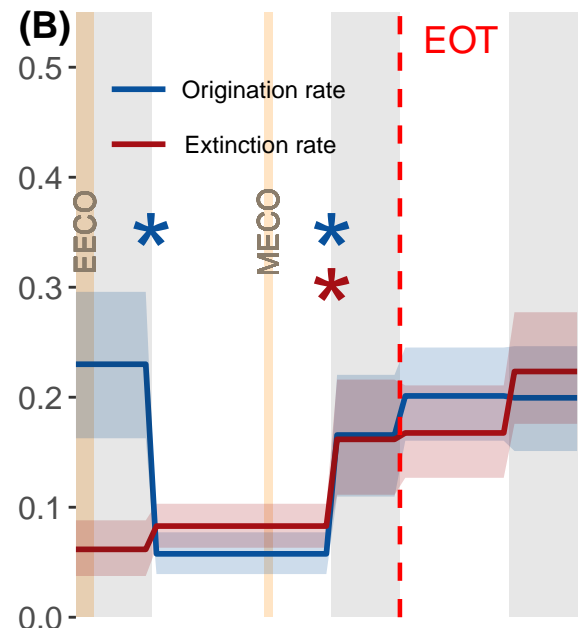 (B)
EOT
0.5
Origination rate
Extinction rate
0.4
EECO
*
MECO
*
*
0.3
0.2
0.1
0.0